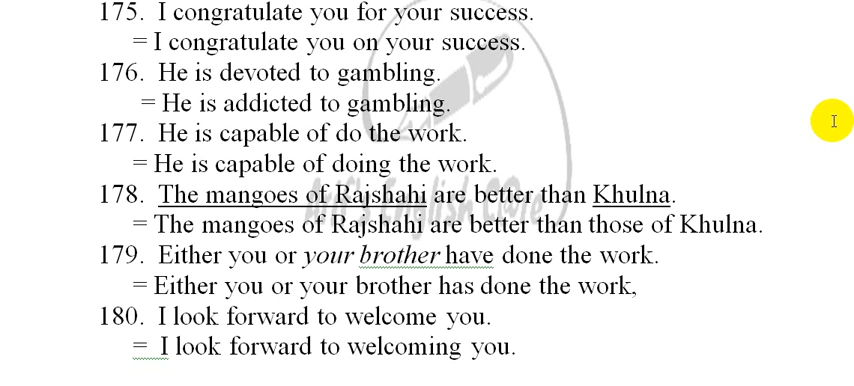 175. I congratulate you for your success.
= I congratulate you on your success.
176. He is devoted to gambling.
= He is addicted to gambling.
177. He is capable of do the work.
= He is capable of doing the work.
178. The mangoes of Rajshahi are better than Khulna.
= The mangoes of Rajshahi are better than those of Khulna.
179. Either you or your brother have done the work.
= Either you or your brother has done the work,
180. I look forward to welcome you.
= I look forward to welcoming you.